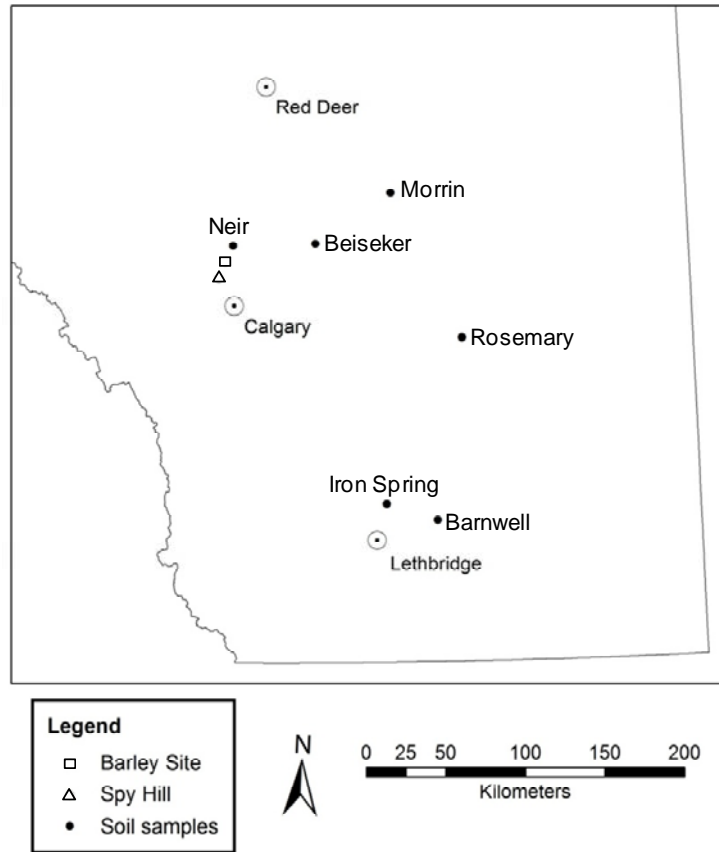 Red Deer
Morrin
Neir
Beiseker
Calgary
Rosemary
Iron Spring
Barnwell
Lethbridge
Legend
Barley Site
Spy Hill
Soil samples
N
0 25 50 100 150 200
Kilometers